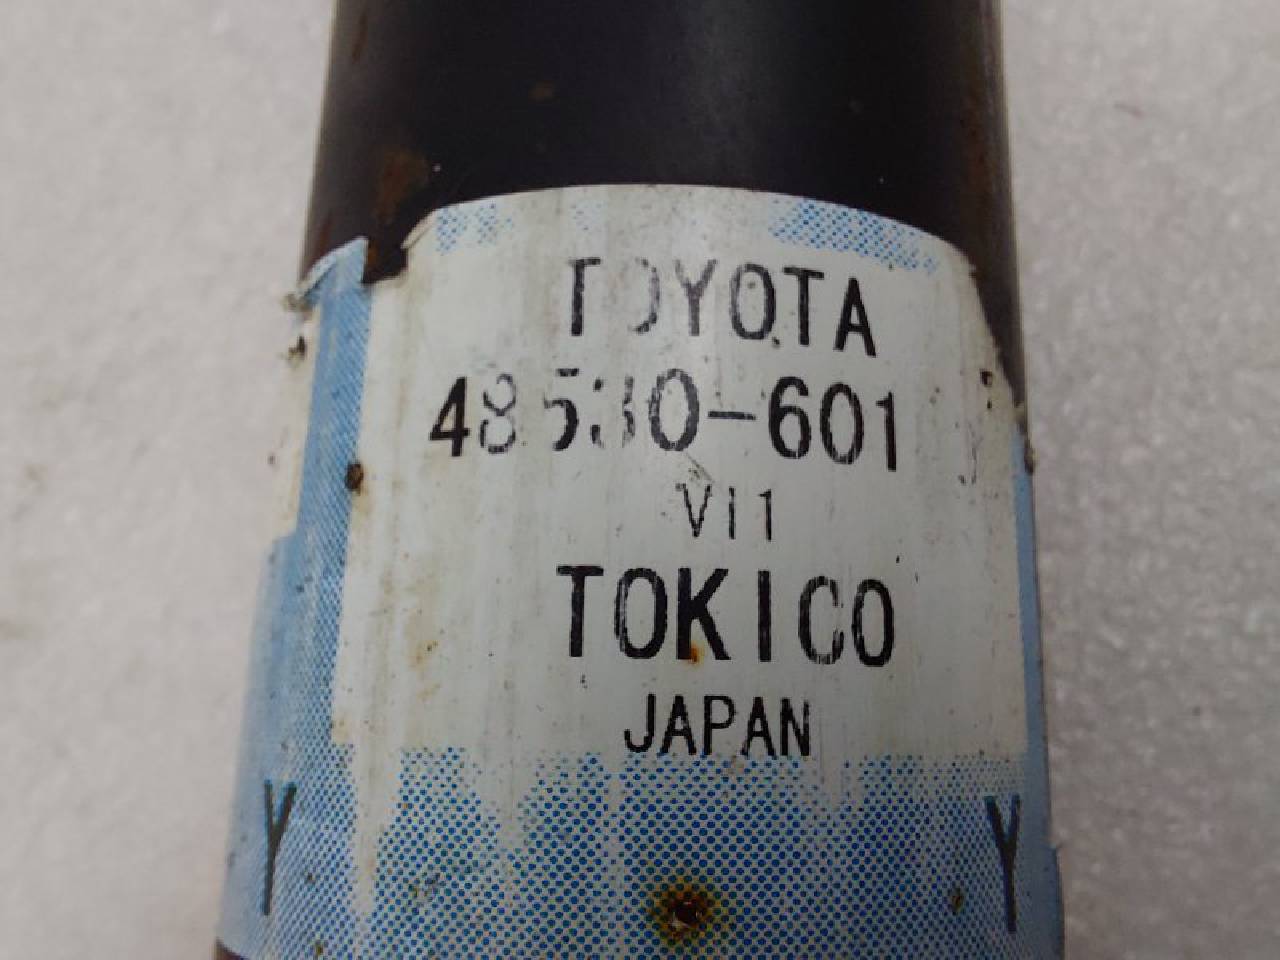 TOYOTA
48530-601
V11
TOKICO
JAPAN
Y Y